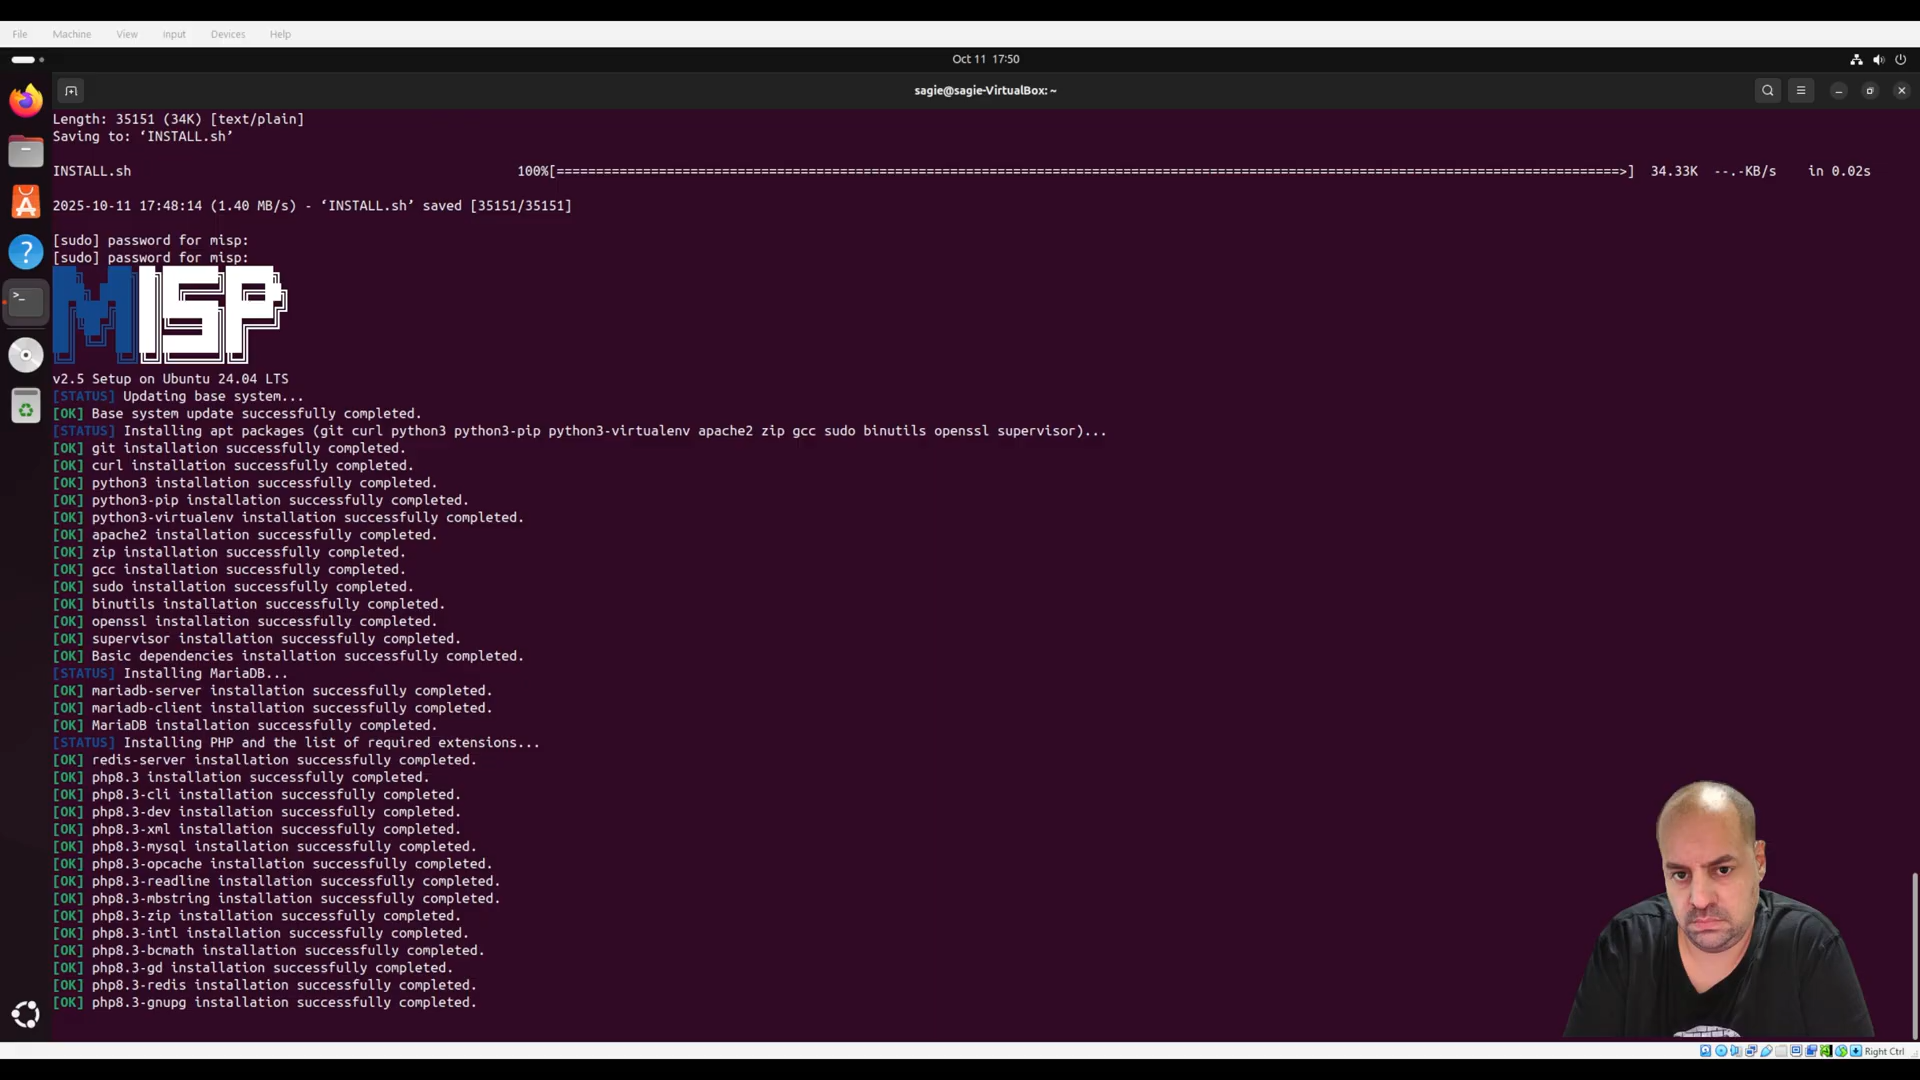 File Machine View Input Devices Help
Oct 11 17:50
sagie@sagie-VirtualBox: ~
Length: 35151 (34K) [text/plain]
Saving to: ‘INSTALL.sh’
INSTALL.sh 100%[=======================================================================================================================================>] 34.33K --.-KB/s in 0.02s
2025-10-11 17:48:14 (1.40 MB/s) - ‘INSTALL.sh’ saved [35151/35151]
[sudo] password for misp:
[sudo] password for misp:
MISP
v2.5 Setup on Ubuntu 24.04 LTS
[STATUS] Updating base system...
[OK] Base system update successfully completed.
[STATUS] Installing apt packages (git curl python3 python3-pip python3-virtualenv apache2 zip gcc sudo binutils openssl supervisor)...
[OK] git installation successfully completed.
[OK] curl installation successfully completed.
[OK] python3 installation successfully completed.
[OK] python3-pip installation successfully completed.
[OK] python3-virtualenv installation successfully completed.
[OK] apache2 installation successfully completed.
[OK] zip installation successfully completed.
[OK] gcc installation successfully completed.
[OK] sudo installation successfully completed.
[OK] binutils installation successfully completed.
[OK] openssl installation successfully completed.
[OK] supervisor installation successfully completed.
[OK] Basic dependencies installation successfully completed.
[STATUS] Installing MariaDB...
[OK] mariadb-server installation successfully completed.
[OK] mariadb-client installation successfully completed.
[OK] MariaDB installation successfully completed.
[STATUS] Installing PHP and the list of required extensions...
[OK] redis-server installation successfully completed.
[OK] php8.3 installation successfully completed.
[OK] php8.3-cli installation successfully completed.
[OK] php8.3-dev installation successfully completed.
[OK] php8.3-xml installation successfully completed.
[OK] php8.3-mysql installation successfully completed.
[OK] php8.3-opcache installation successfully completed.
[OK] php8.3-readline installation successfully completed.
[OK] php8.3-mbstring installation successfully completed.
[OK] php8.3-zip installation successfully completed.
[OK] php8.3-intl installation successfully completed.
[OK] php8.3-bcmath installation successfully completed.
[OK] php8.3-gd installation successfully completed.
[OK] php8.3-redis installation successfully completed.
[OK] php8.3-gnupg installation successfully completed.
Right Ctrl